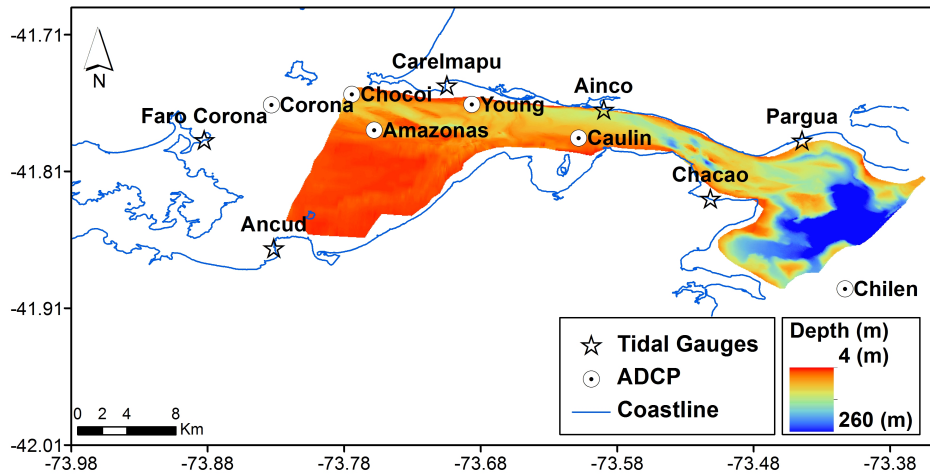 -41.71
-41.81
-41.91
-42.01
N
Carelmapu
Chocoi
Corona
Young
Ainco
Faro Corona
Pargua
Amazonas
Caulin
Chacao
Ancud
Chilen
Tidal Gauges
ADCP
Coastline
Depth (m)
4 (m)
260 (m)
0 2 4 8
Km
-73.98 -73.88 -73.78 -73.68 -73.58 -73.48 -73.38